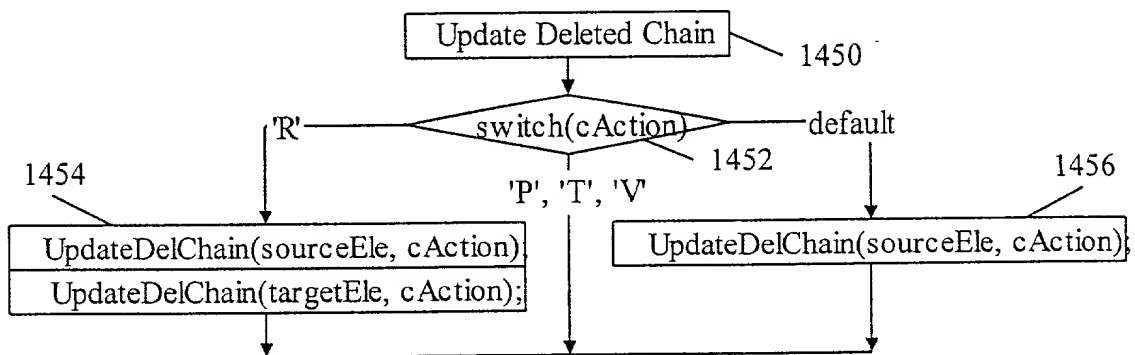 Update Deleted Chain
1450
'R'
switch(cAction)
default
1452
1454
'P', 'T', 'V'
1456
UpdateDelChain(sourceEle, cAction);
UpdateDelChain(sourceEle, cAction);
UpdateDelChain(targetEle, cAction);